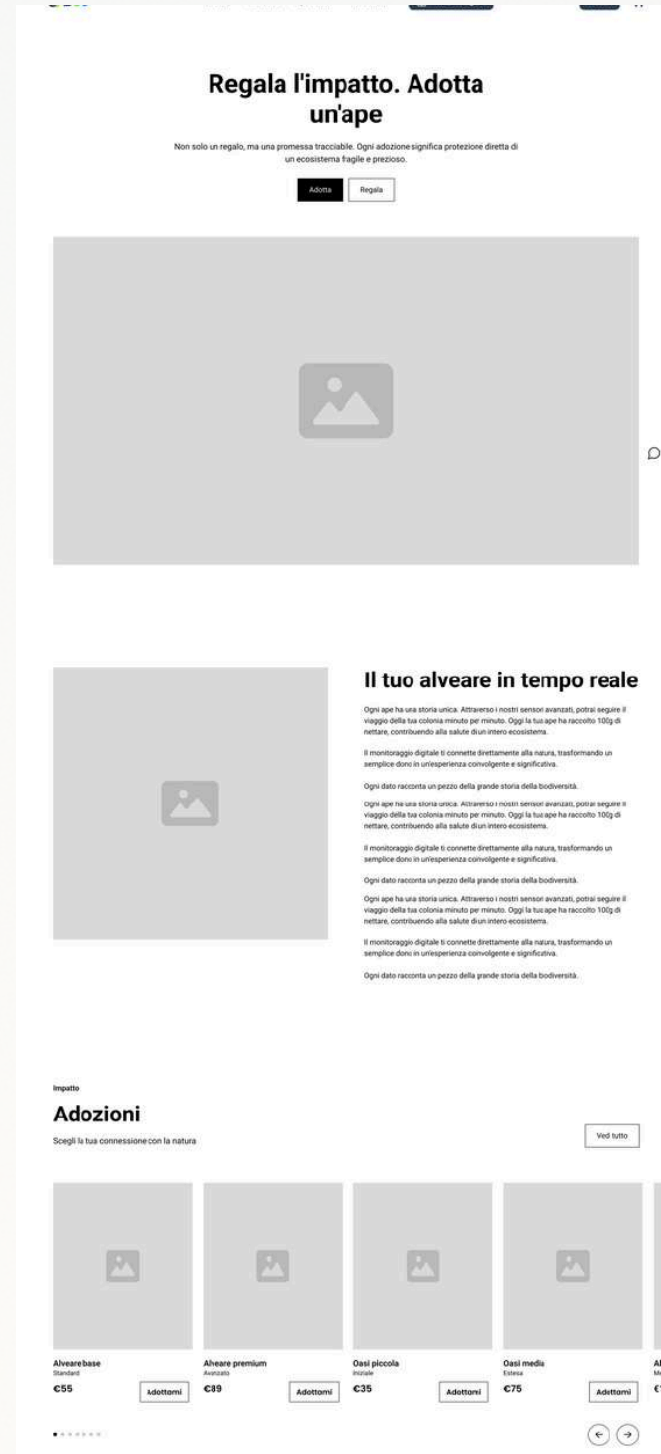 Regala l'impatto. Adotta
un'ape
Non solo un regalo, ma una promessa tracciabile. Ogni adozione significa protezione diretta di
un ecosistema fragile e prezioso.
Adotta
Regala
Il tuo alveare in tempo reale
Ogni ape ha una storia unica. Attraverso i nostri sensori avanzati, potrai seguire il
viaggio della tua colonia minuto per minuto. Oggi la tua ape ha raccolto 100g di
nettare, contribuendo alla salute di un intero ecosistema.
Il monitoraggio digitale ti connette direttamente alla natura, trasformando un
semplice dono in un'esperienza coinvolgente e significativa.
Ogni dato racconta un pezzo della grande storia della biodiversità.
Ogni ape ha una storia unica. Attraverso i nostri sensori avanzati, potrai seguire il
viaggio della tua colonia minuto per minuto. Oggi la tua ape ha raccolto 100g di
nettare, contribuendo alla salute di un intero ecosistema.
Il monitoraggio digitale ti connette direttamente alla natura, trasformando un
semplice dono in un'esperienza coinvolgente e significativa.
Ogni dato racconta un pezzo della grande storia della biodiversità.
Ogni ape ha una storia unica. Attraverso i nostri sensori avanzati, potrai seguire il
viaggio della tua colonia minuto per minuto. Oggi la tua ape ha raccolto 100g di
nettare, contribuendo alla salute di un intero ecosistema.
Il monitoraggio digitale ti connette direttamente alla natura, trasformando un
semplice dono in un'esperienza coinvolgente e significativa.
Ogni dato racconta un pezzo della grande storia della biodiversità.
Impatto
Adozioni
Scegli la tua connessione con la natura
Vedi tutto
Alveare base
Standard
€55
Adottami
Alveare premium
Avanzato
€89
Adottami
Oasi piccola
Iniziale
€35
Adottami
Oasi media
Estesa
€75
Adottami